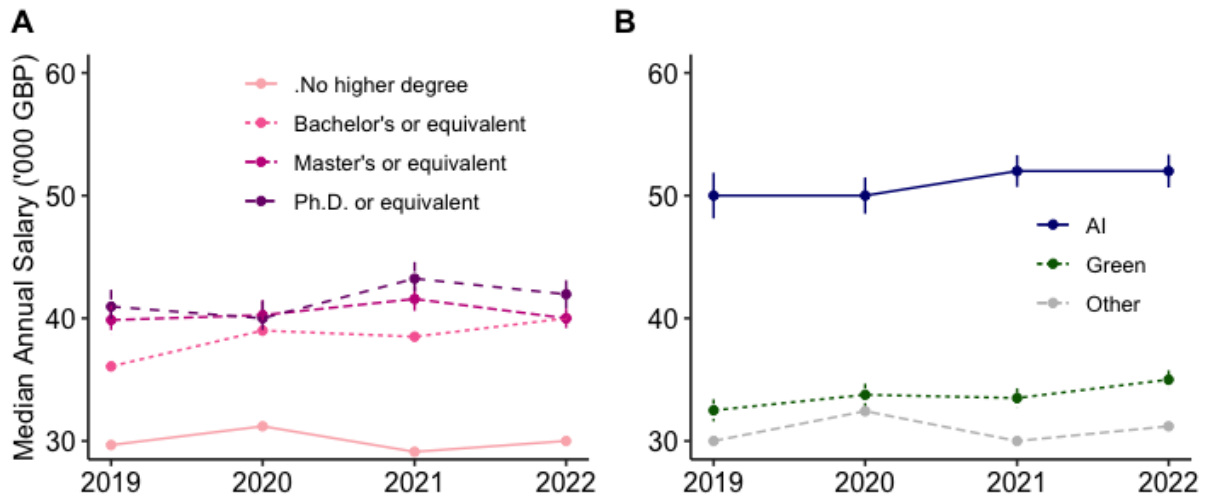 A
Median Annual Salary ('000 GBP)
60
50
40
30
.No higher degree
Bachelor's or equivalent
Master's or equivalent
Ph.D. or equivalent
2019 2020 2021 2022
B
60
50
40
30
AI
Green
Other
2019 2020 2021 2022